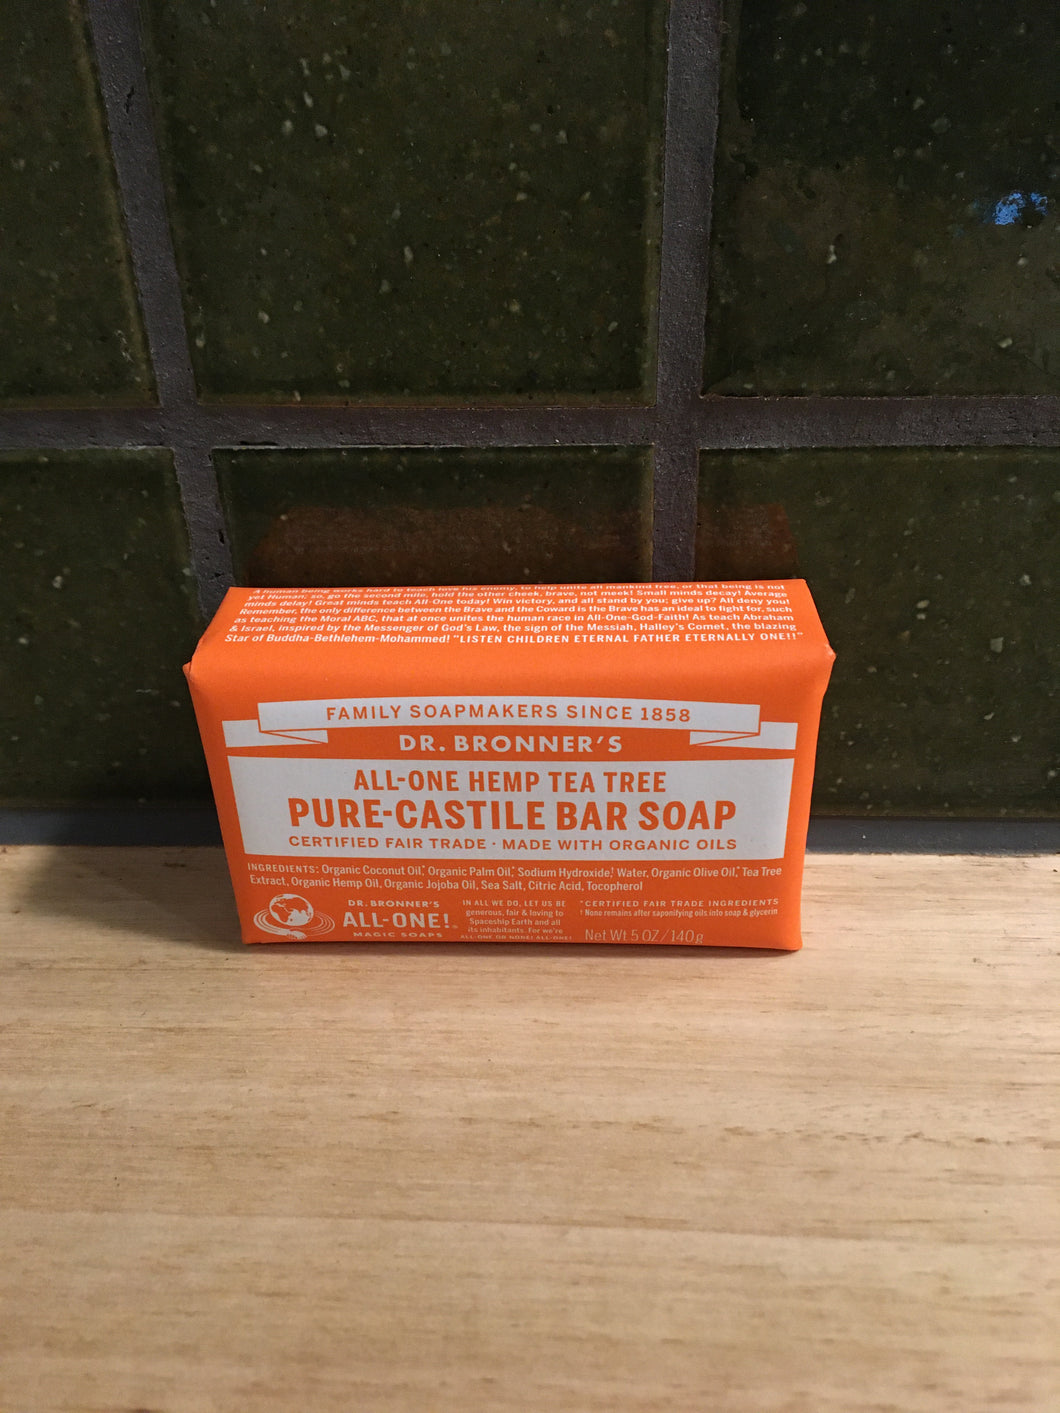 A human being works hard to teach love his enemy, to help unite all mankind free, or that being is not
yet Human, so, go the second mile, hold the other cheek, brave, not meek! Small minds decay! Average
minds delay! Great minds teach All-One today! Win victory, and all stand by you; give up? All deny you!
Remember, the only difference between the Brave and the Coward is the Brave has an ideal to fight for, such
as teaching the Moral ABC, that at once unites the human race in All-One-God-Faith! As teach Abraham
& Israel, inspired by the Messenger of God's Law, the sign of the Messiah, Halley's Comet, the blazing
Star of Buddha-Bethlehem-Mohammed! "LISTEN CHILDREN ETERNAL FATHER ETERNALLY ONE!!"
FAMILY SOAPMAKERS SINCE 1858
DR. BRONNER'S
ALL-ONE HEMP TEA TREE
PURE-CASTILE BAR SOAP
CERTIFIED FAIR TRADE · MADE WITH ORGANIC OILS
INGREDIENTS: Organic Coconut Oil,* Organic Palm Oil,* Sodium Hydroxide,! Water, Organic Olive Oil,* Tea Tree
Extract, Organic Hemp Oil, Organic Jojoba Oil, Sea Salt, Citric Acid, Tocopherol
DR. BRONNER'S
ALL-ONE!®
MAGIC SOAPS
IN ALL WE DO, LET US BE
generous, fair & loving to
Spaceship Earth and all
its inhabitants. For we're
ALL-ONE OR NONE! ALL-ONE!
*CERTIFIED FAIR TRADE INGREDIENTS
! None remains after saponifying oils into soap & glycerin
Net Wt 5 OZ/140g